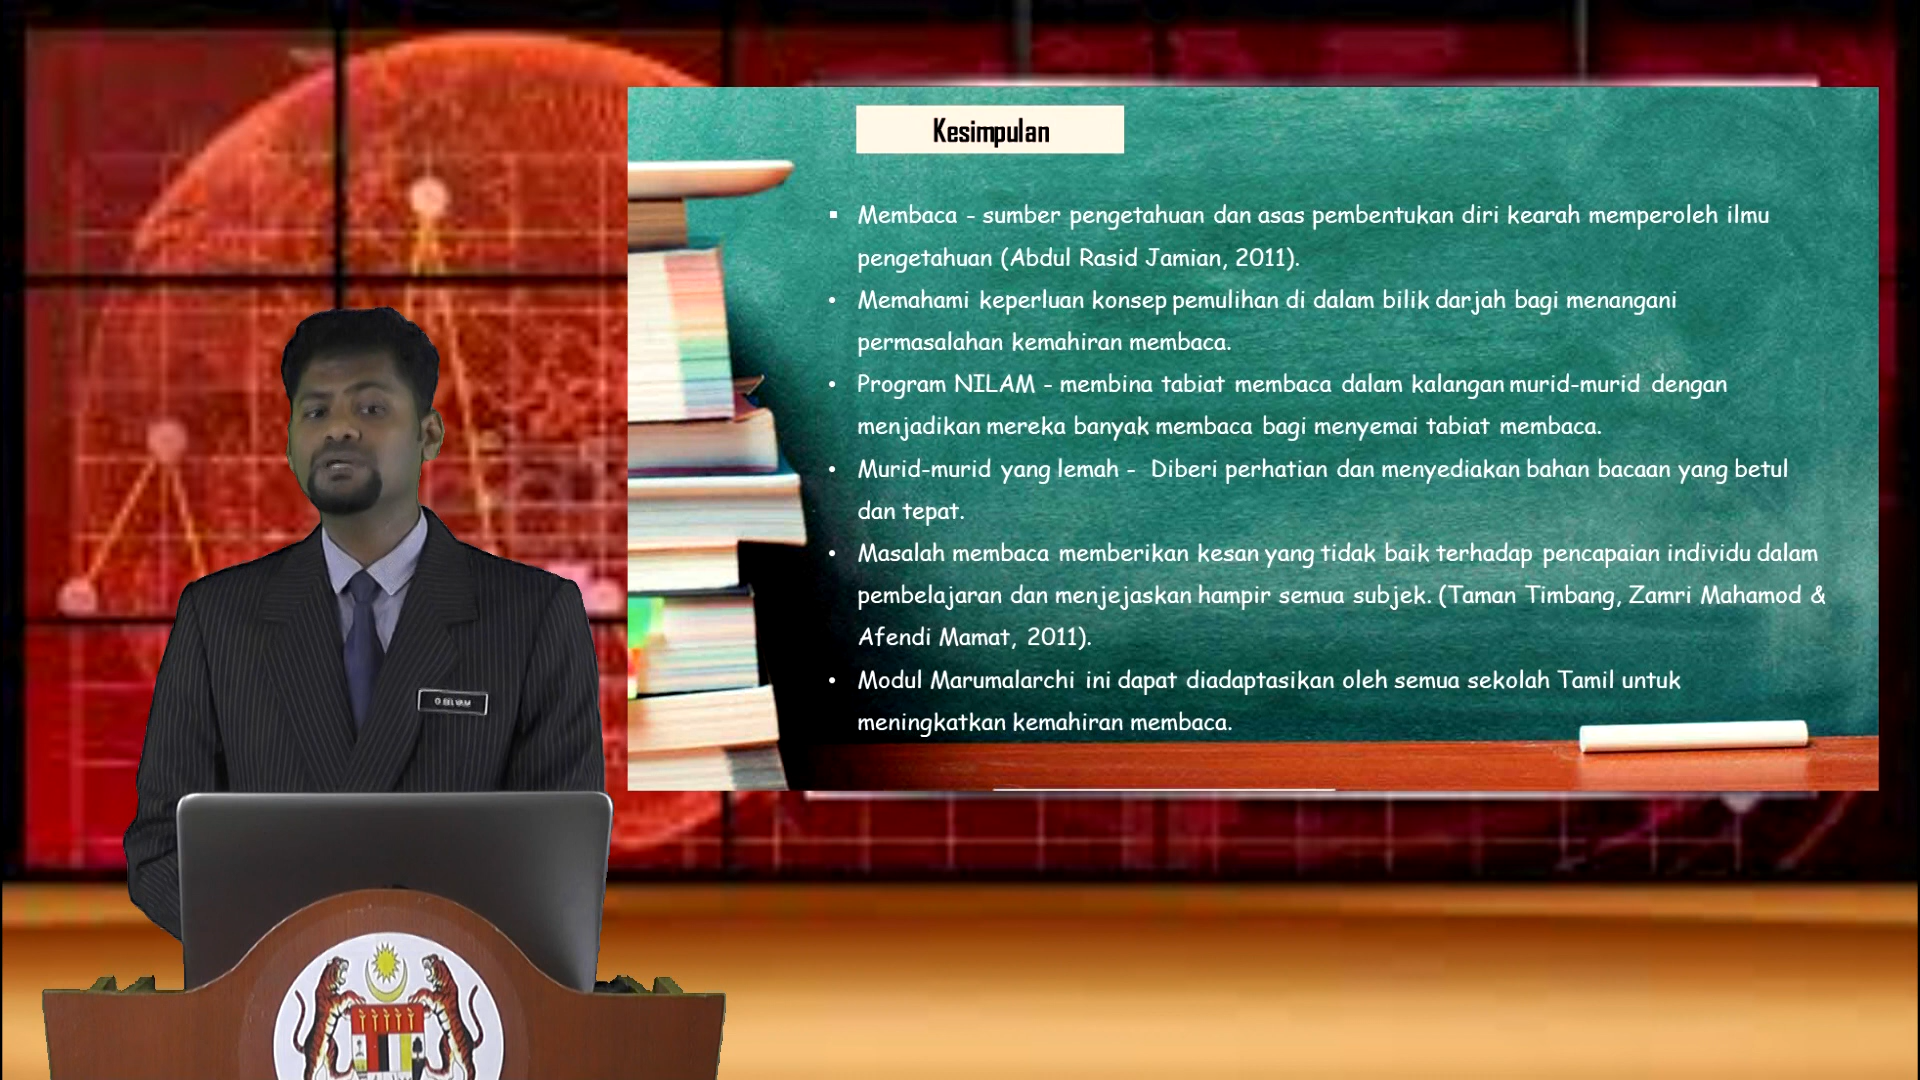 Kesimpulan
▪ Membaca - sumber pengetahuan dan asas pembentukan diri kearah memperoleh ilmu
pengetahuan (Abdul Rasid Jamian, 2011).
• Memahami keperluan konsep pemulihan di dalam bilik darjah bagi menangani
permasalahan kemahiran membaca.
• Program NILAM - membina tabiat membaca dalam kalangan murid-murid dengan
menjadikan mereka banyak membaca bagi menyemai tabiat membaca.
• Murid-murid yang lemah - Diberi perhatian dan menyediakan bahan bacaan yang betul
dan tepat.
• Masalah membaca memberikan kesan yang tidak baik terhadap pencapaian individu dalam
pembelajaran dan menjejaskan hampir semua subjek. (Taman Timbang, Zamri Mahamod &
Afendi Mamat, 2011).
• Modul Marumalarchi ini dapat diadaptasikan oleh semua sekolah Tamil untuk
meningkatkan kemahiran membaca.